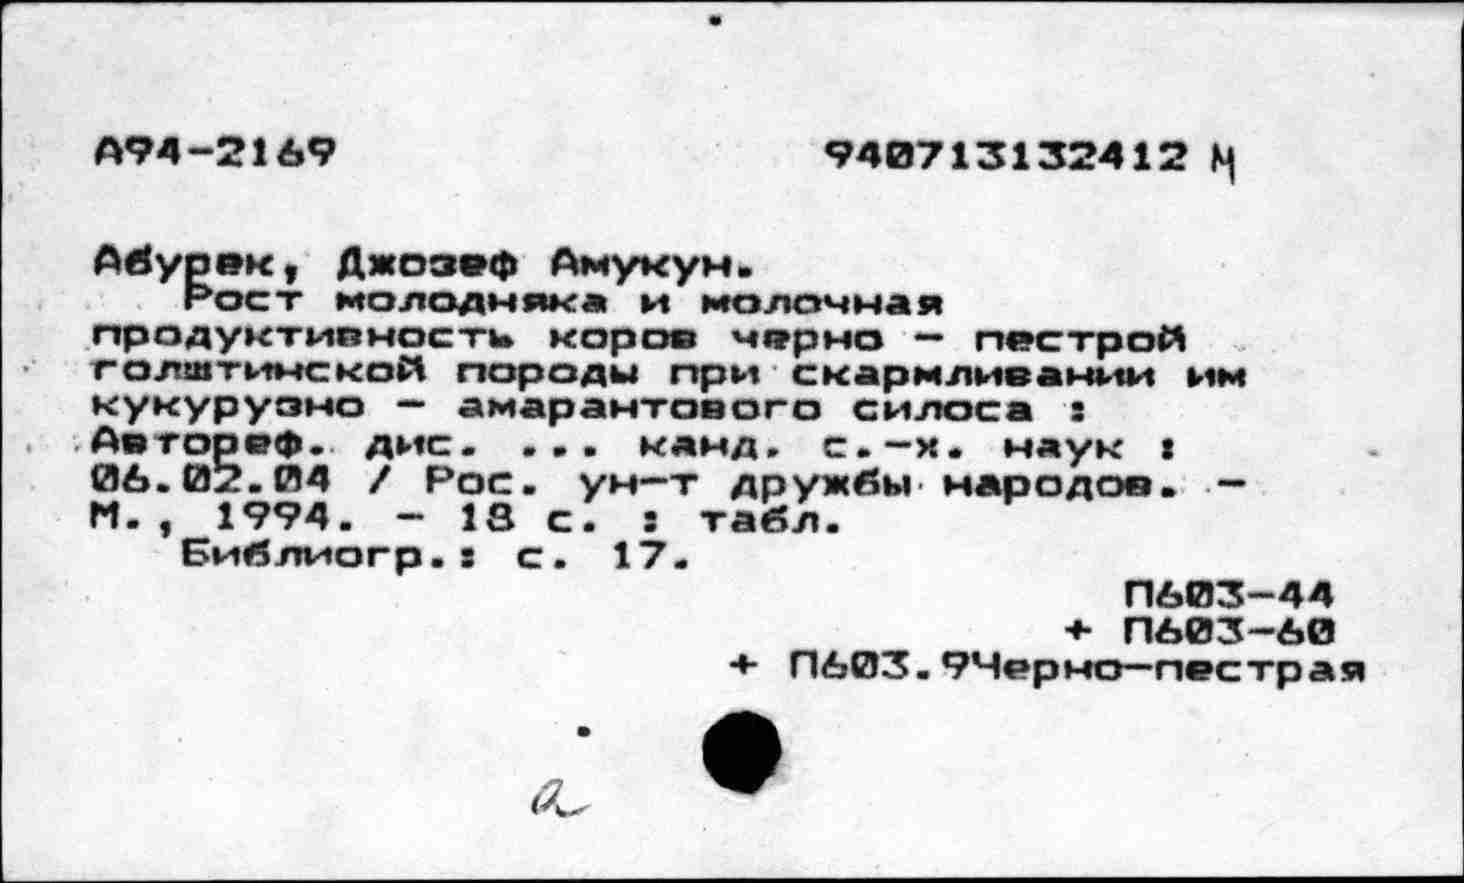 А94-2169 940713132412 Ц
Абурек, Джозеф Амукун.
Рост молодняка и молочная
продуктивность коров черно - пестрой
голштинской породы при скармливании им
кукурузно - амарантового силоса :
Автореф. дис. ... канд. с.-х. наук :
06.02.04 / Рос. ун-т дружбы народов. -
М., 1994. - 18 с. : табл.
Библиогр.: с. 17.
П603-44
+ П603-60
+ П603.9Черно-пестрая
а